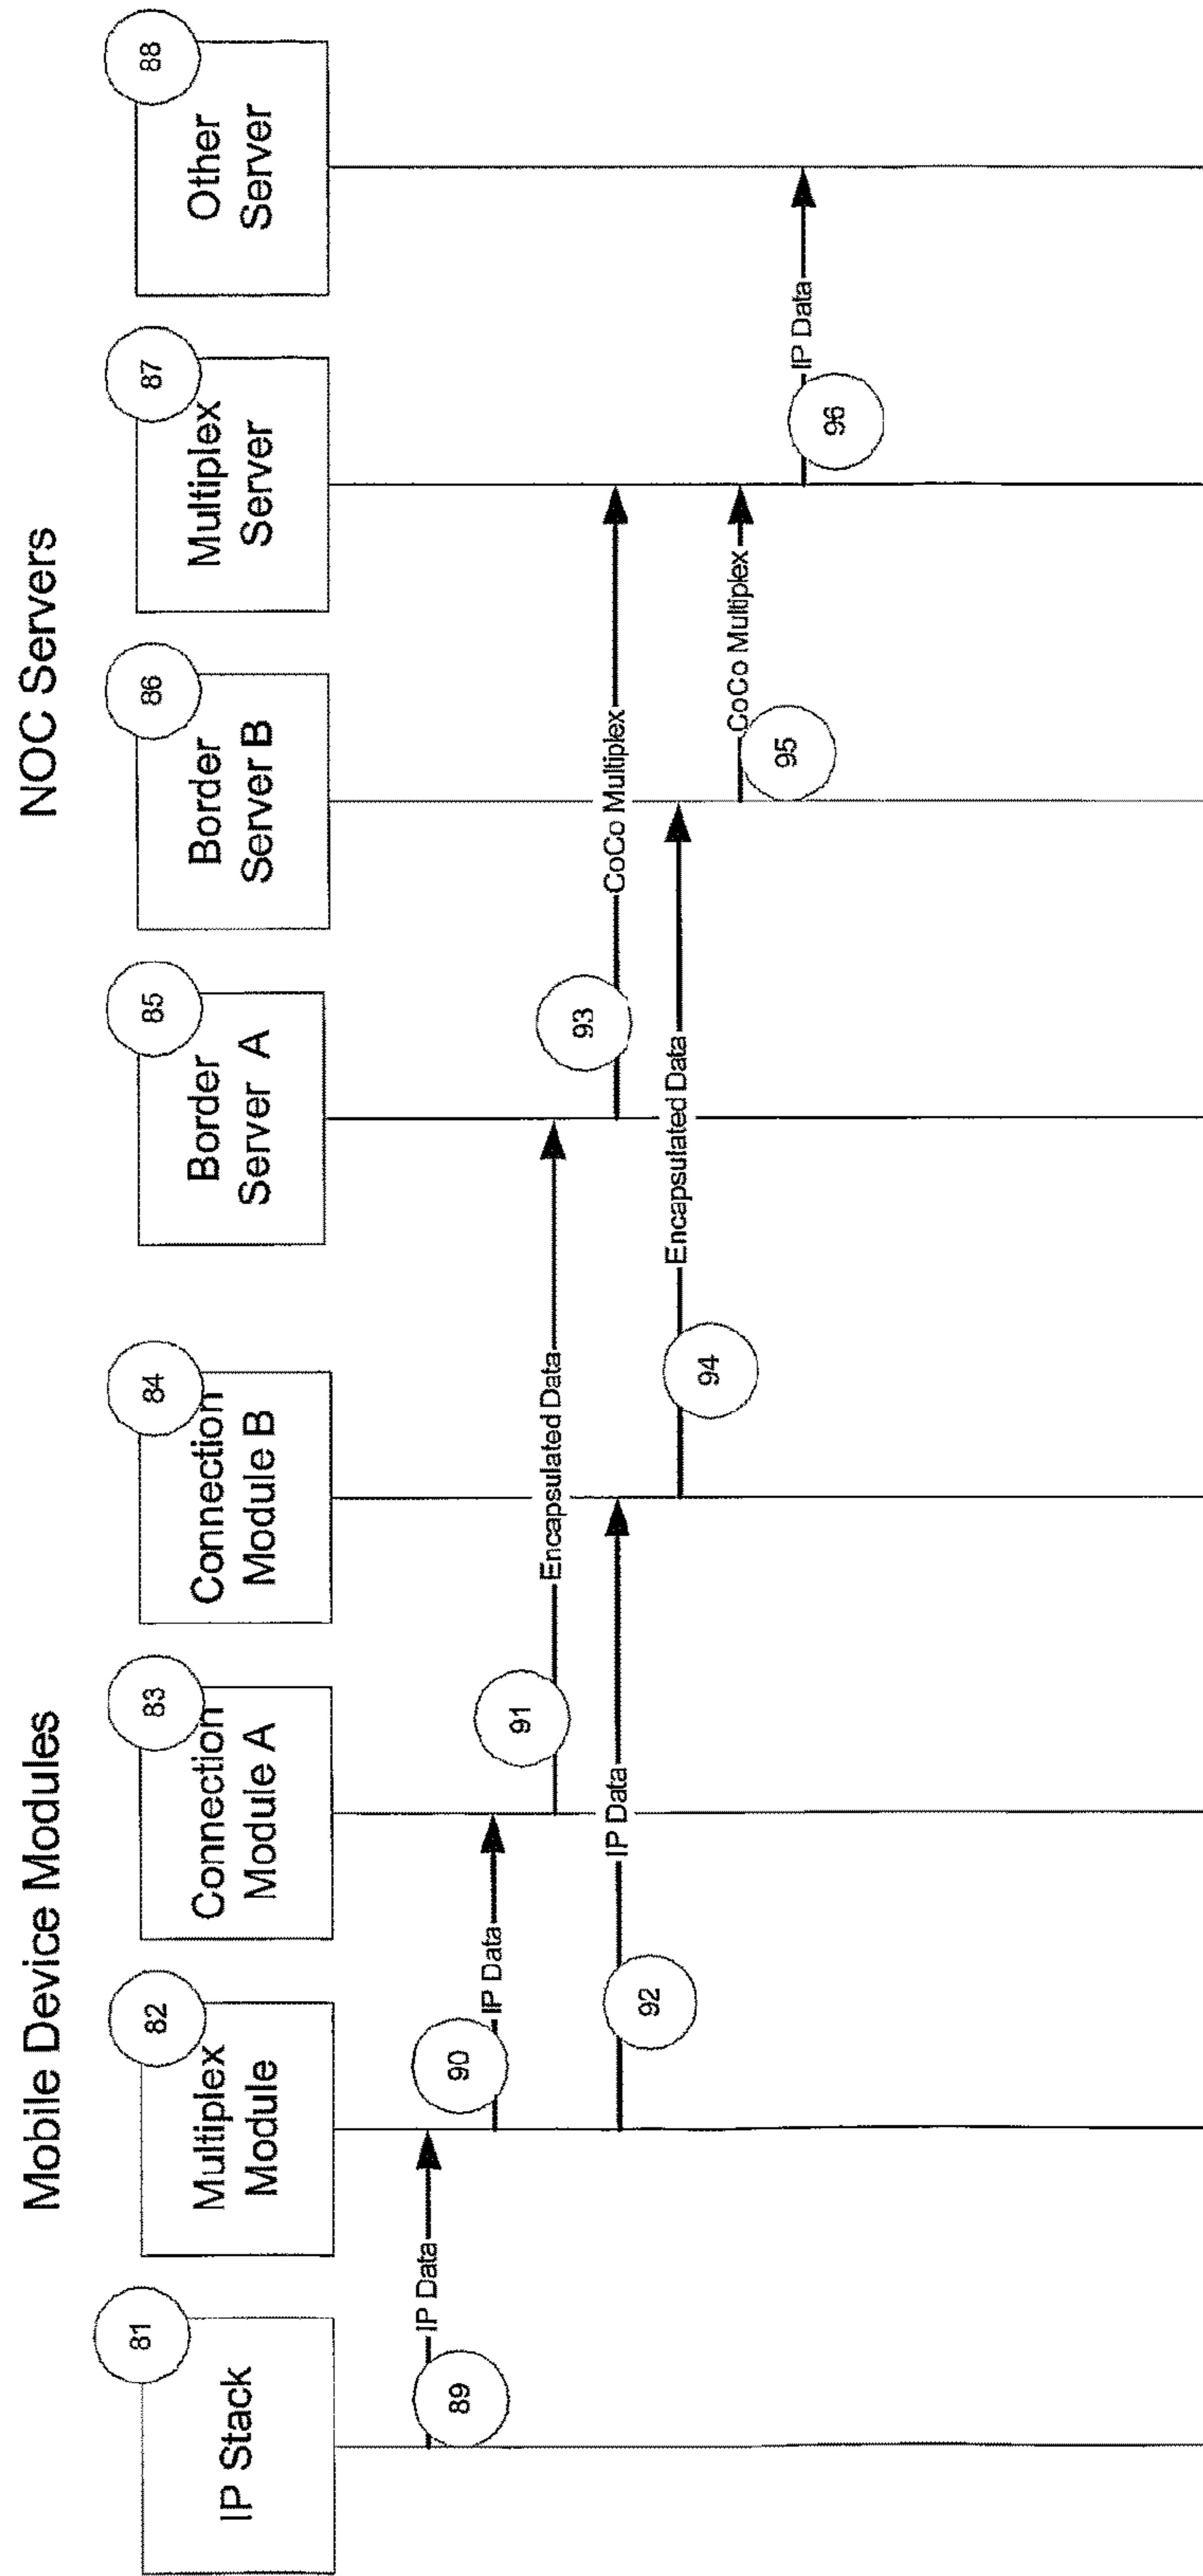 Mobile Device Modules
NOC Servers
81
IP Stack
82
Multiplex
Module
83
Connection
Module A
84
Connection
Module B
85
Border
Server A
86
Border
Server B
87
Multiplex
Server
88
Other
Server
89
IP Data
90
IP Data
91
Encapsulated Data
92
IP Data
93
CoCo Multiplex
94
Encapsulated Data
95
CoCo Multiplex
96
IP Data